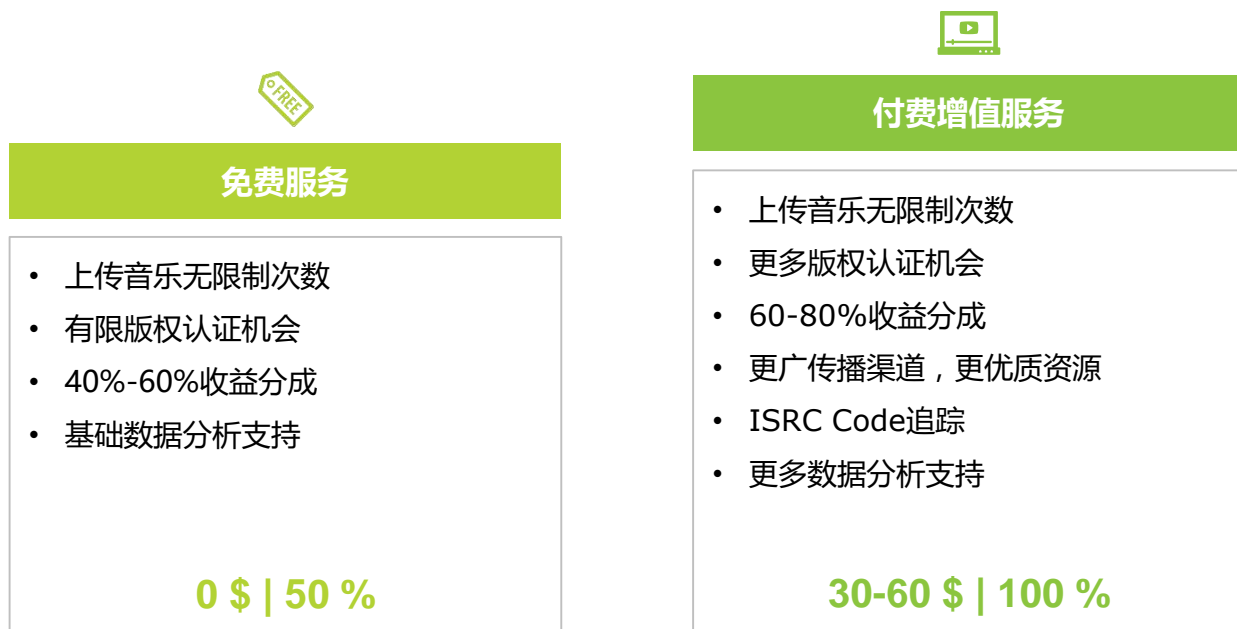 FREE
免费服务
• 上传音乐无限制次数
• 有限版权认证机会
• 40%-60%收益分成
• 基础数据分析支持
0 $ | 50 %
付费增值服务
• 上传音乐无限制次数
• 更多版权认证机会
• 60-80%收益分成
• 更广传播渠道，更优质资源
• ISRC Code追踪
• 更多数据分析支持
30-60 $ | 100 %